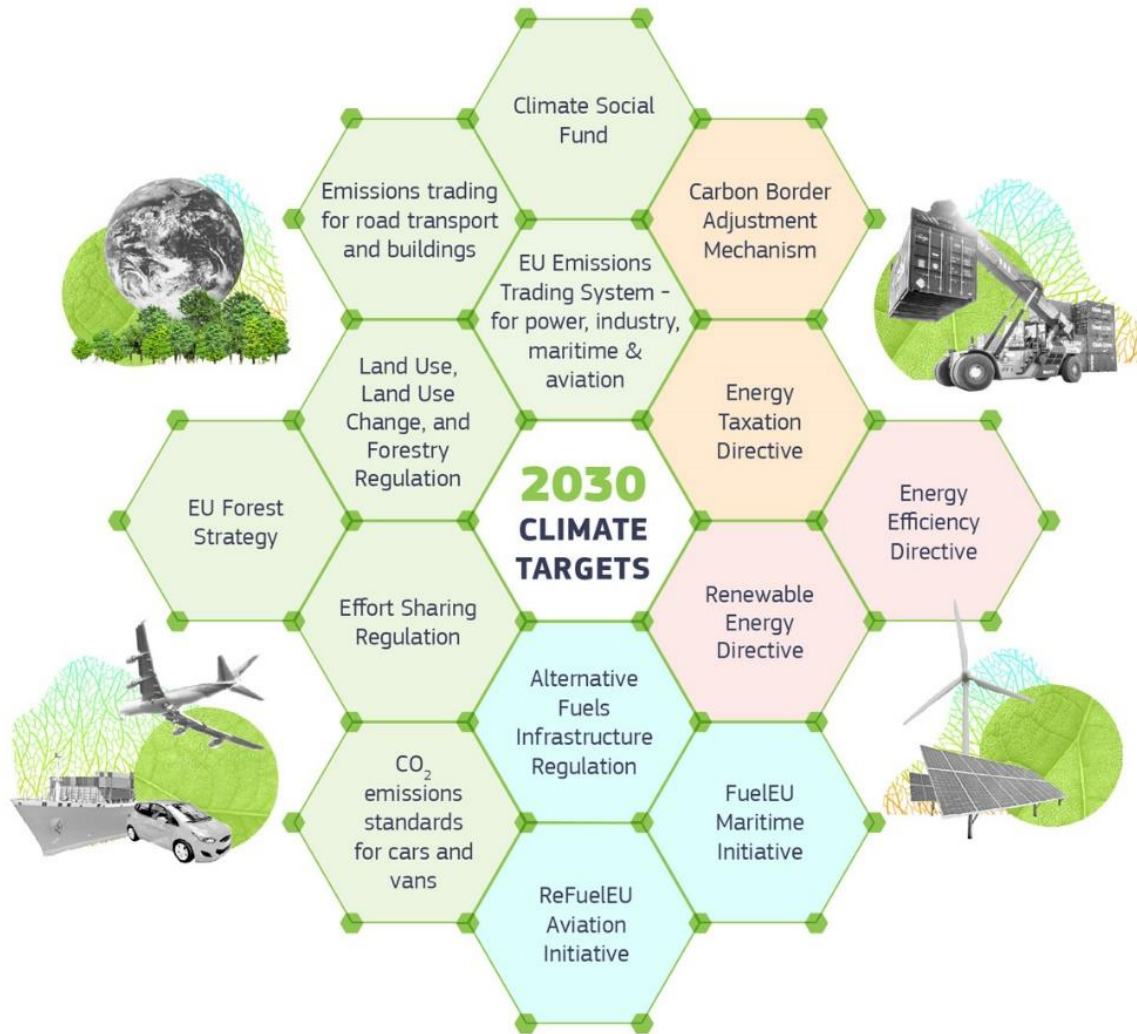 Climate Social
Fund
Emissions trading
for road transport
and buildings
Carbon Border
Adjustment
Mechanism
EU Emissions
Trading System -
for power, industry,
maritime &
aviation
Land Use,
Land Use
Change, and
Forestry
Regulation
Energy
Taxation
Directive
2030
CLIMATE
TARGETS
EU Forest
Strategy
Energy
Efficiency
Directive
Effort Sharing
Regulation
Renewable
Energy
Directive
Alternative
Fuels
Infrastructure
Regulation
CO₂
emissions
standards
for cars and
vans
FuelEU
Maritime
Initiative
ReFuelEU
Aviation
Initiative